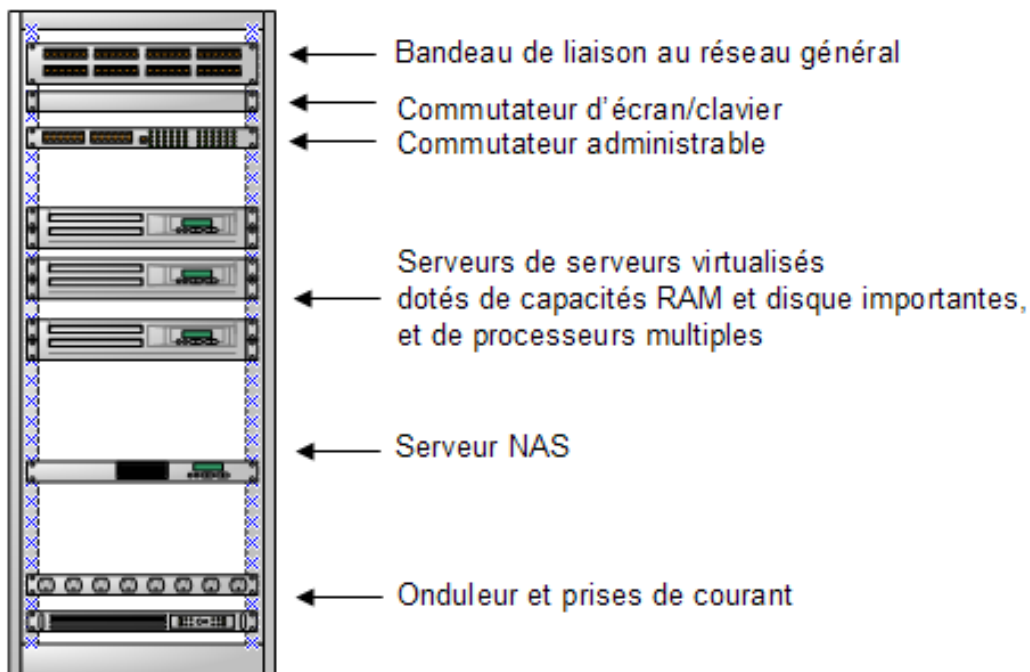 Bandeau de liaison au réseau général
Commutateur d'écran/clavier
Commutateur administrable
Serveurs de serveurs virtualisés
dotés de capacités RAM et disque importantes,
et de processeurs multiples
Serveur NAS
Onduleur et prises de courant